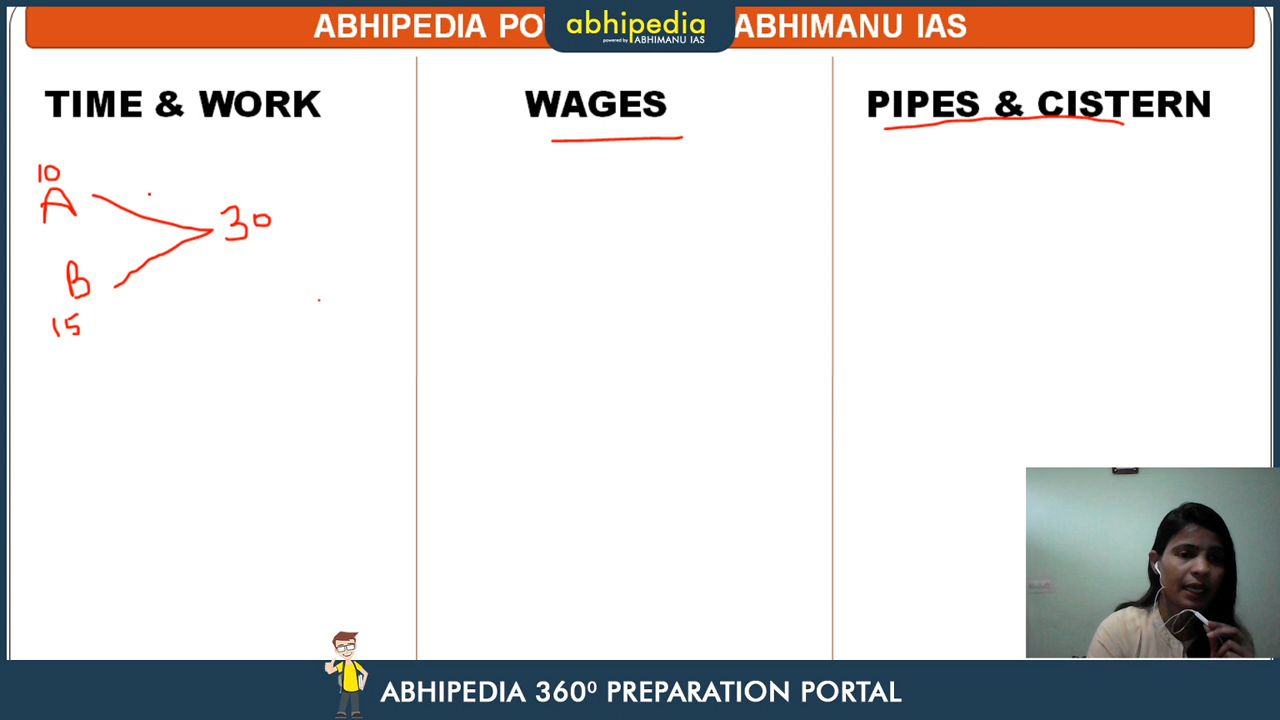 ABHIPEDIA PO
abhipedia
powered by ABHIMANU IAS
ABHIMANU IAS
TIME & WORK
WAGES
PIPES & CISTERN
10
A
30
B
15
ABHIPEDIA 360⁰ PREPARATION PORTAL